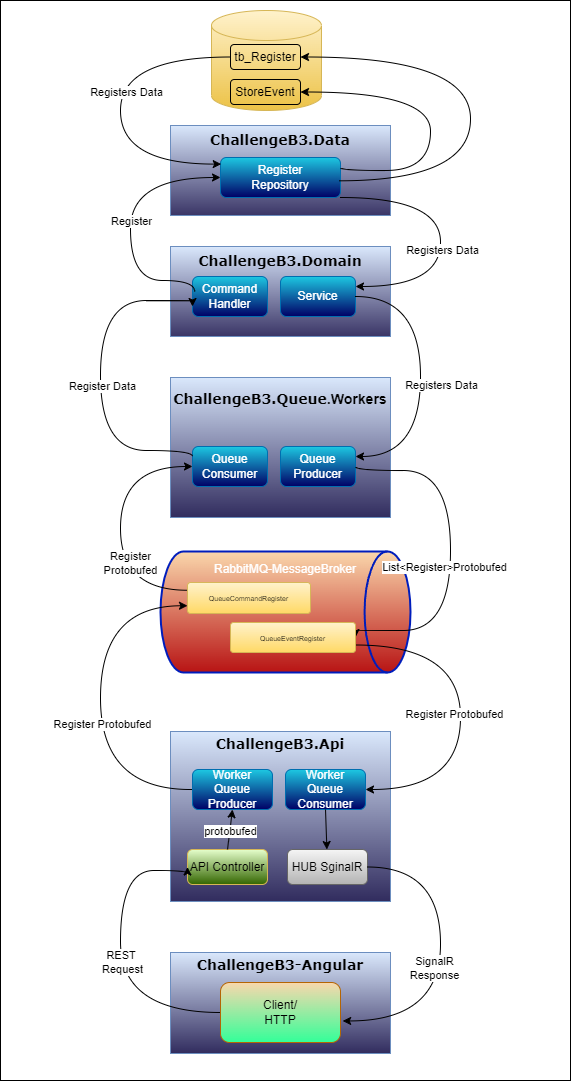 tb_Register
StoreEvent
Registers Data
ChallengeB3.Data
Register
Repository
Register
Registers Data
ChallengeB3.Domain
Command
Handler
Service
Register Data
Registers Data
ChallengeB3.Queue.Workers
Queue
Consumer
Queue
Producer
Register
Protobufed
RabbitMQ-MessageBroker
List<Register>Protobufed
QueueCommandRegister
QueueEventRegister
Register Protobufed
Register Protobufed
ChallengeB3.Api
Worker
Queue
Producer
Worker
Queue
Consumer
protobufed
API Controller
HUB SginalR
REST
Request
SignalR
Response
ChallengeB3-Angular
Client/
HTTP